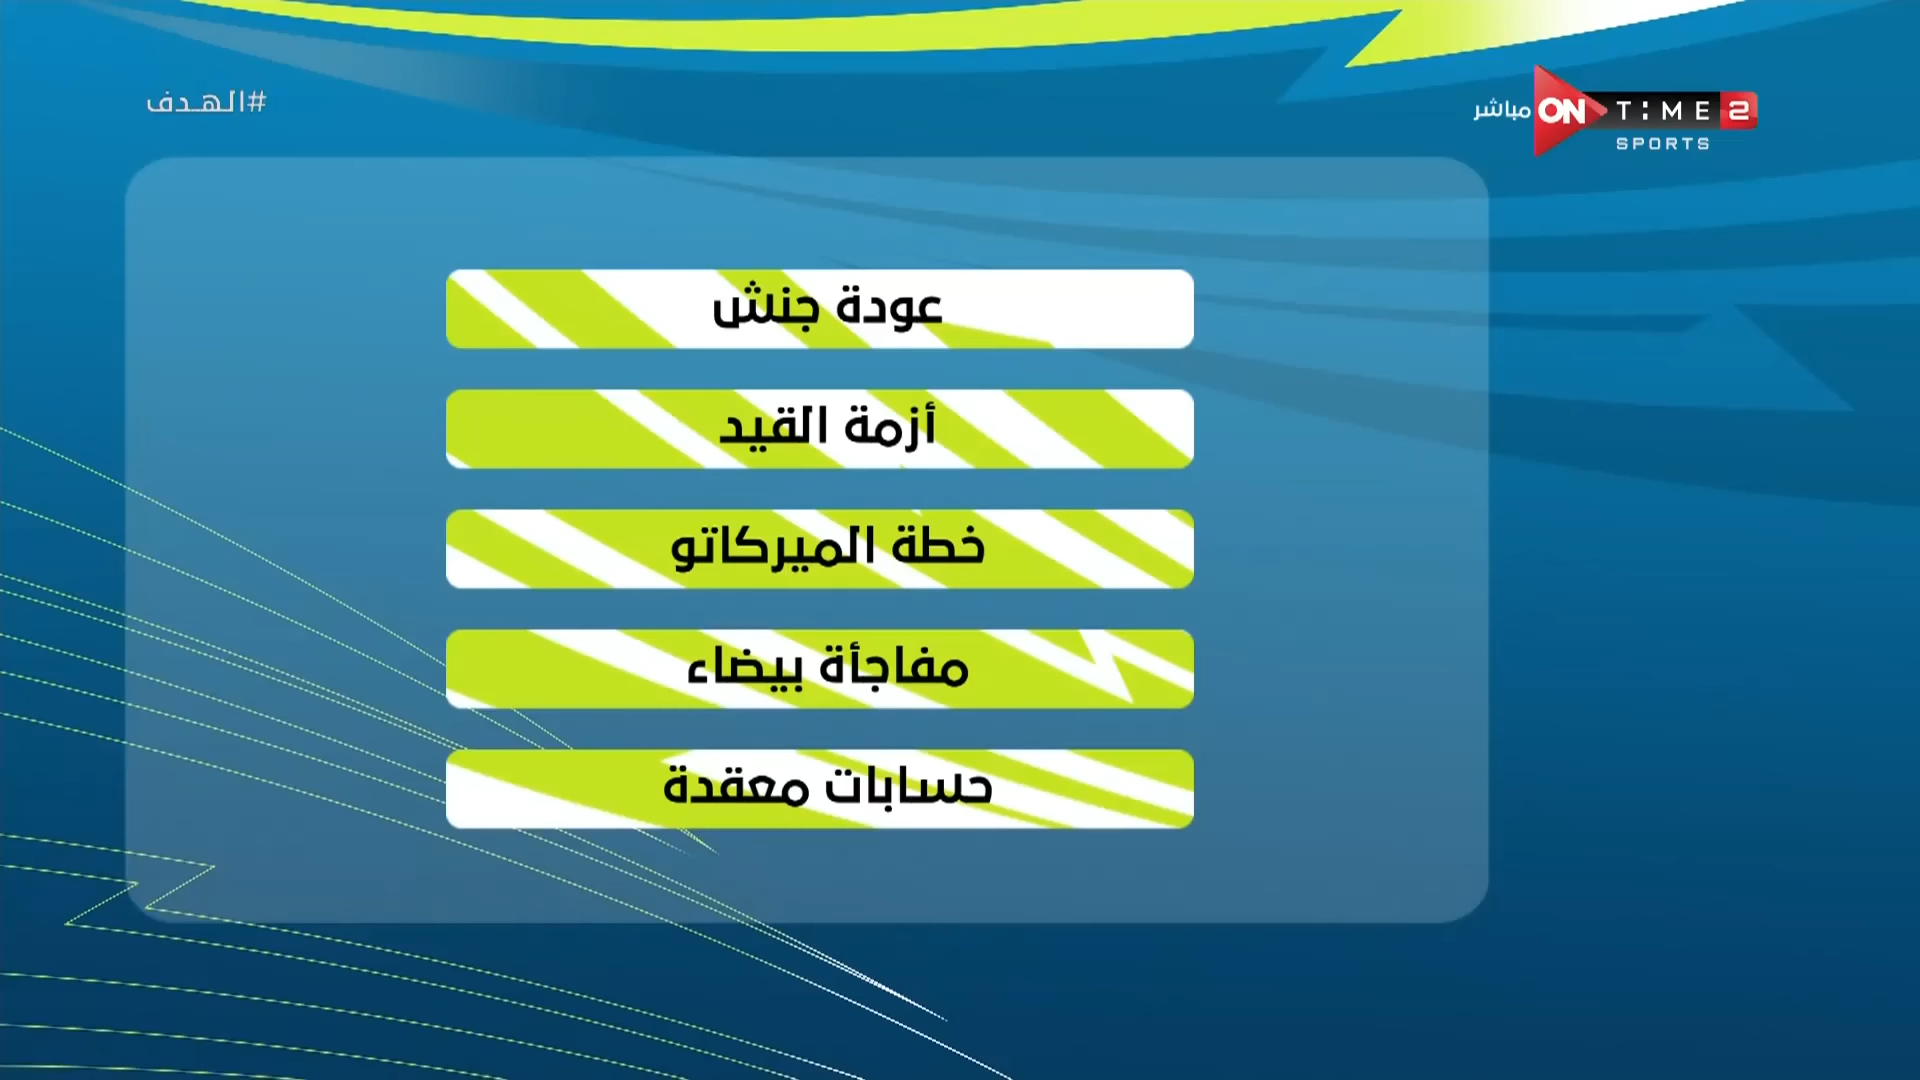 #الهدف
مباشر ON TIME 2
SPORTS
عودة جنش
أزمة القيد
خطة الميركاتو
مفاجأة بيضاء
حسابات معقدة